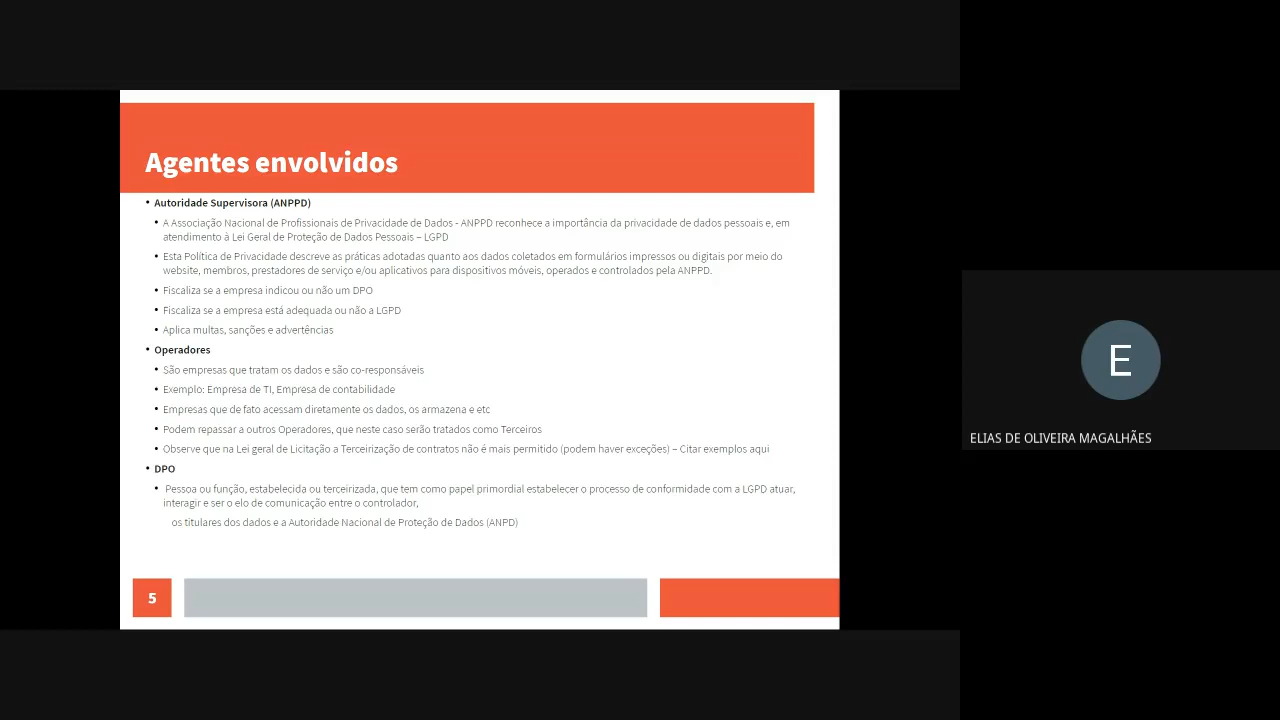 Agentes envolvidos
• Autoridade Supervisora (ANPPD)
• A Associação Nacional de Profissionais de Privacidade de Dados - ANPPD reconhece a importância da privacidade de dados pessoais e, em
atendimento à Lei Geral de Proteção de Dados Pessoais – LGPD
• Esta Política de Privacidade descreve as práticas adotadas quanto aos dados coletados em formulários impressos ou digitais por meio do
website, membros, prestadores de serviço e/ou aplicativos para dispositivos móveis, operados e controlados pela ANPPD.
• Fiscaliza se a empresa indicou ou não um DPO
• Fiscaliza se a empresa está adequada ou não a LGPD
• Aplica multas, sanções e advertências
• Operadores
• São empresas que tratam os dados e são co-responsáveis
• Exemplo: Empresa de TI, Empresa de contabilidade
• Empresas que de fato acessam diretamente os dados, os armazena e etc
• Podem repassar a outros Operadores, que neste caso serão tratados como Terceiros
• Observe que na Lei geral de Licitação a Terceirização de contratos não é mais permitido (podem haver exceções) – Citar exemplos aqui
• DPO
• Pessoa ou função, estabelecida ou terceirizada, que tem como papel primordial estabelecer o processo de conformidade com a LGPD atuar,
interagir e ser o elo de comunicação entre o controlador,
os titulares dos dados e a Autoridade Nacional de Proteção de Dados (ANPD)
5
E
ELIAS DE OLIVEIRA MAGALHÃES